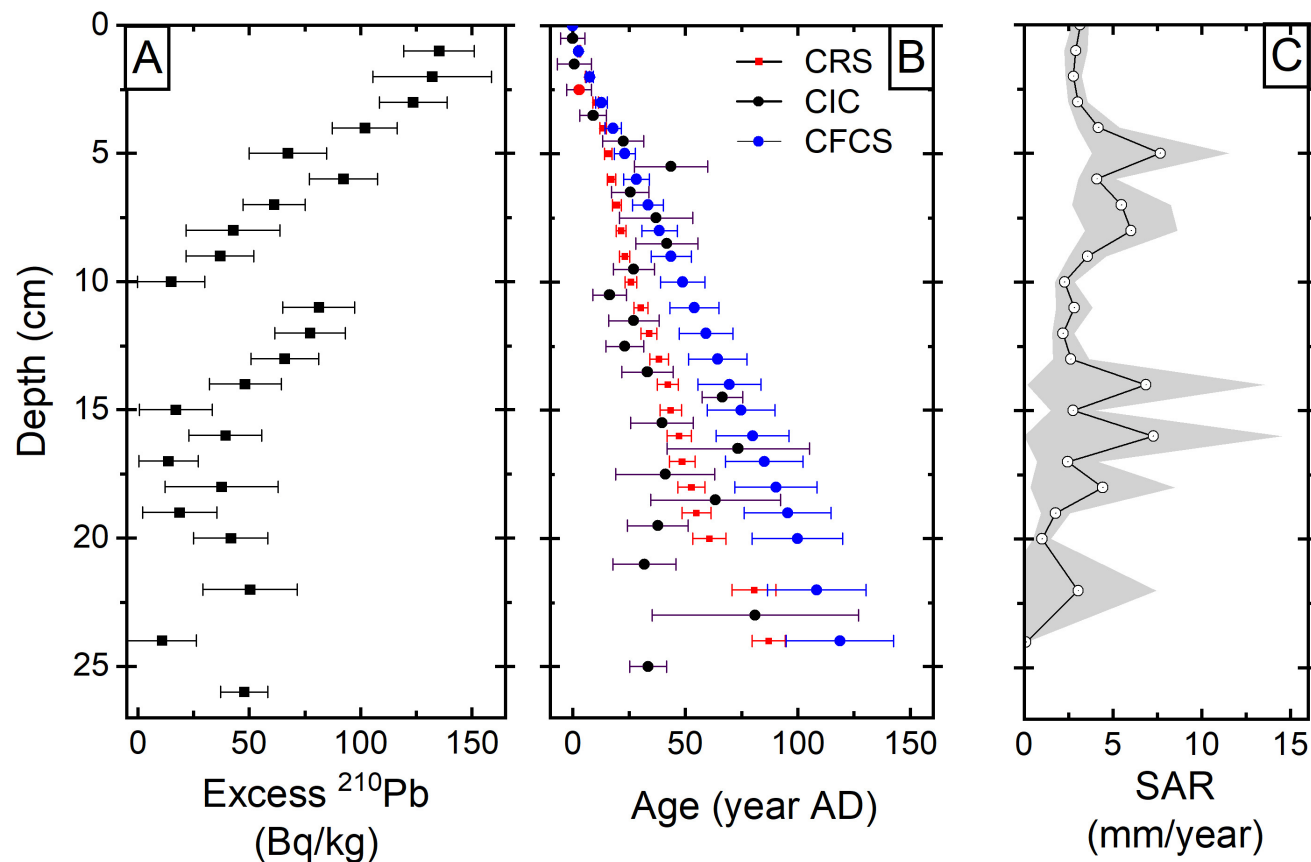 A
B
C
CRS
CIC
CFCS
0
5
10
15
20
25
Depth (cm)
0 50 100 150
Excess ²¹⁰Pb
(Bq/kg)
0 50 100 150
Age (year AD)
0 5 10 15
SAR
(mm/year)